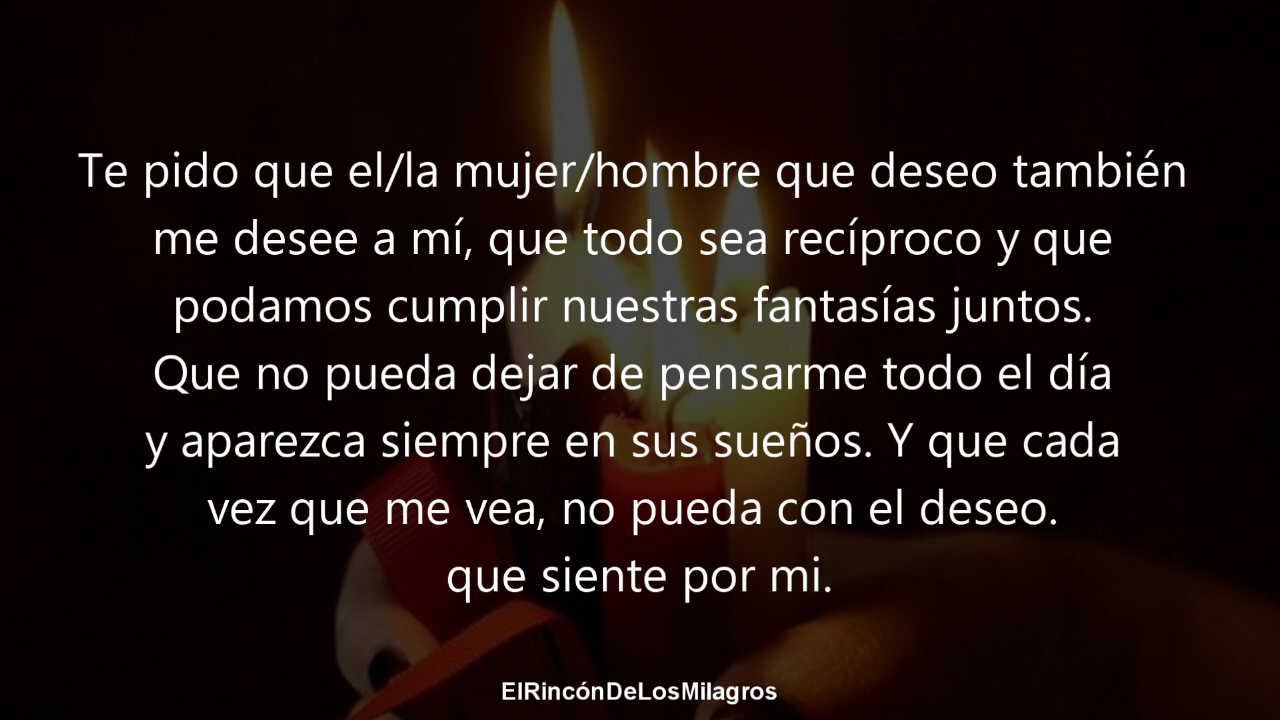 Te pido que el/la mujer/hombre que deseo también
me desee a mí, que todo sea recíproco y que
podamos cumplir nuestras fantasías juntos.
Que no pueda dejar de pensarme todo el día
y aparezca siempre en sus sueños. Y que cada
vez que me vea, no pueda con el deseo.
que siente por mi.
ElRincónDeLosMilagros